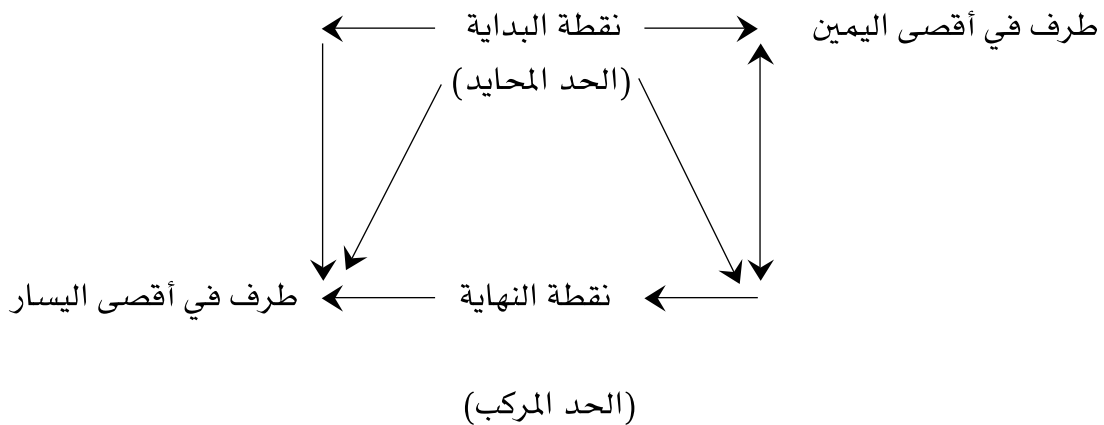 طرف في أقصى اليمين
نقطة البداية
(الحد المحايد)
نقطة النهاية
طرف في أقصى اليسار
(الحد المركب)